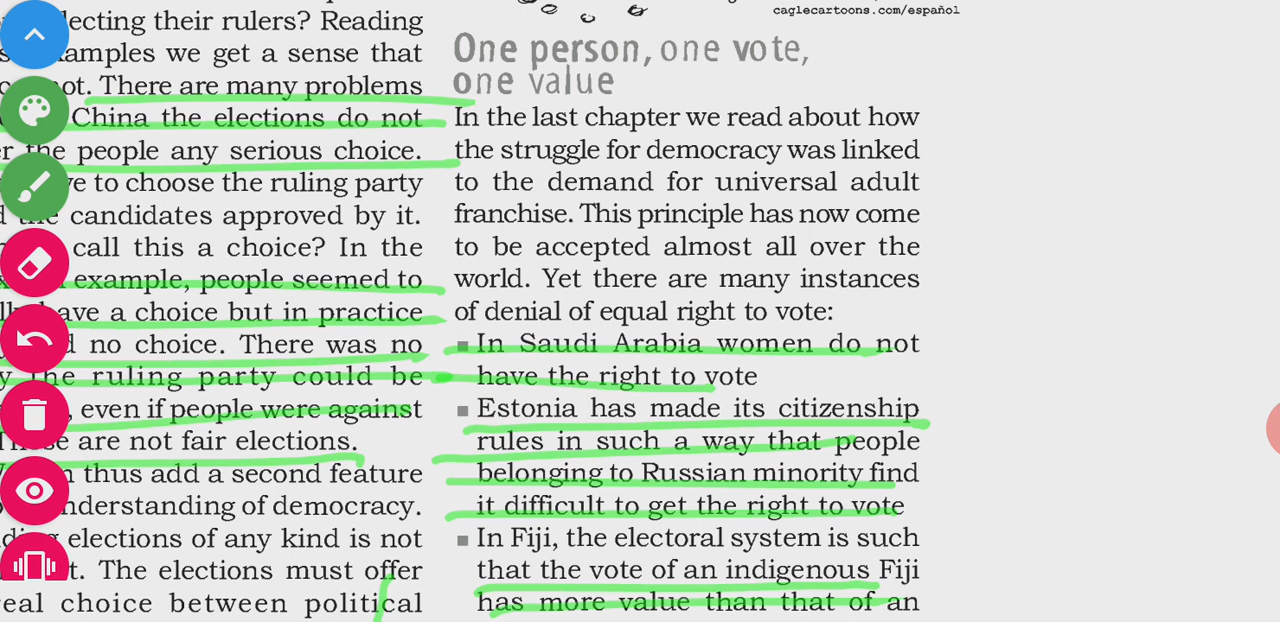 their rulers? Reading
we get a sense that
There are many problems
China the elections do not
the people any serious choice.
to choose the ruling party
candidates approved by it.
call this a choice? In the
example, people seemed to
have a choice but in practice
no choice. There was no
the ruling party could be
even if people were against
These are not fair elections.
thus add a second feature
understanding of democracy.
elections of any kind is not
The elections must offer
real choice between political
caglecartoons.com/español
One person, one vote,
one value
In the last chapter we read about how
the struggle for democracy was linked
to the demand for universal adult
franchise. This principle has now come
to be accepted almost all over the
world. Yet there are many instances
of denial of equal right to vote:
■ In Saudi Arabia women do not
have the right to vote
■ Estonia has made its citizenship
rules in such a way that people
belonging to Russian minority find
it difficult to get the right to vote
■ In Fiji, the electoral system is such
that the vote of an indigenous Fiji
has more value than that of an